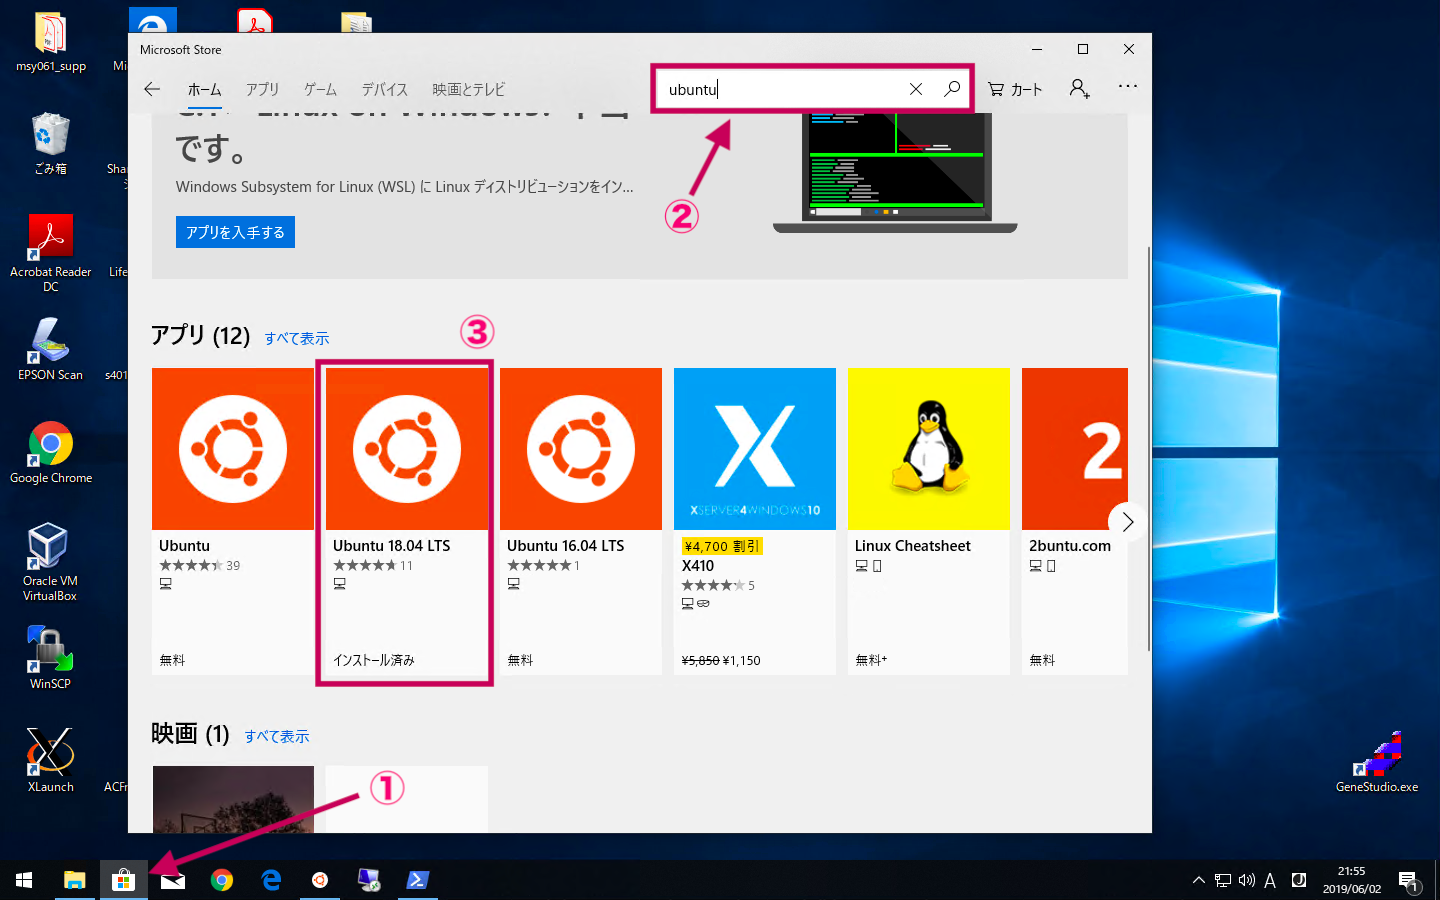 msy061_supp
Mi
ごみ箱
Shar
Acrobat Reader
DC
Life
EPSON Scan
s401
Google Chrome
Oracle VM
VirtualBox
WinSCP
XLaunch
ACFr
Microsoft Store
ホーム
アプリ
ゲーム
デバイス
映画とテレビ
ubuntu
カート
②
です。
Windows Subsystem for Linux (WSL) に Linux ディストリビューションをイン...
アプリを入手する
アプリ (12)
すべて表示
③
Ubuntu
39
無料
Ubuntu 18.04 LTS
11
インストール済み
Ubuntu 16.04 LTS
1
無料
XSERVER4WINDOWS10
¥4,700 割引
X410
5
¥5,850 ¥1,150
Linux Cheatsheet
無料+
2
2buntu.com
無料
映画 (1)
すべて表示
①
GeneStudio.exe
A
21:55
2019/06/02
1